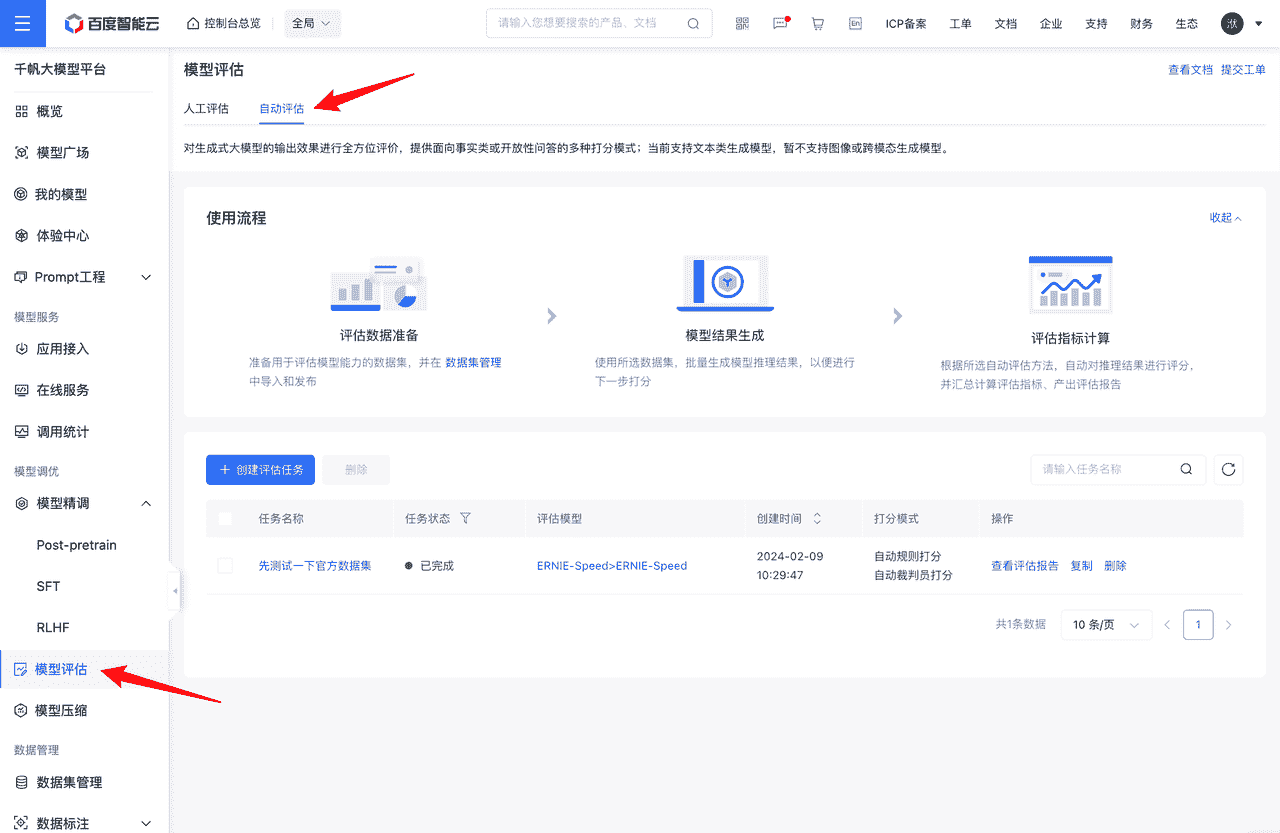 百度智能云
控制台总览
全局
请输入您想要搜索的产品、文档
En
ICP备案
工单
文档
企业
支持
财务
生态
濮
千帆大模型平台
概览
模型广场
我的模型
体验中心
Prompt工程
模型服务
应用接入
在线服务
调用统计
模型调优
模型精调
Post-pretrain
SFT
RLHF
模型评估
模型压缩
数据管理
数据集管理
数据标注
模型评估
查看文档 提交工单
人工评估 自动评估
对生成式大模型的输出效果进行全方位评价，提供面向事实类或开放性问答的多种打分模式；当前支持文本类生成模型，暂不支持图像或跨模态生成模型。
使用流程
收起
评估数据准备
准备用于评估模型能力的数据集，并在 数据集管理
中导入和发布
模型结果生成
使用所选数据集，批量生成模型推理结果，以便进行
下一步打分
评估指标计算
根据所选自动评估方法，自动对推理结果进行评分，
并汇总计算评估指标、产出评估报告
创建评估任务
删除
请输入任务名称
任务名称 任务状态 评估模型 创建时间 打分模式 操作
先测试一下官方数据集
已完成
ERNIE-Speed>ERNIE-Speed
2024-02-09
10:29:47
自动规则打分
自动裁判员打分
查看评估报告 复制 删除
共1条数据
10 条/页
1